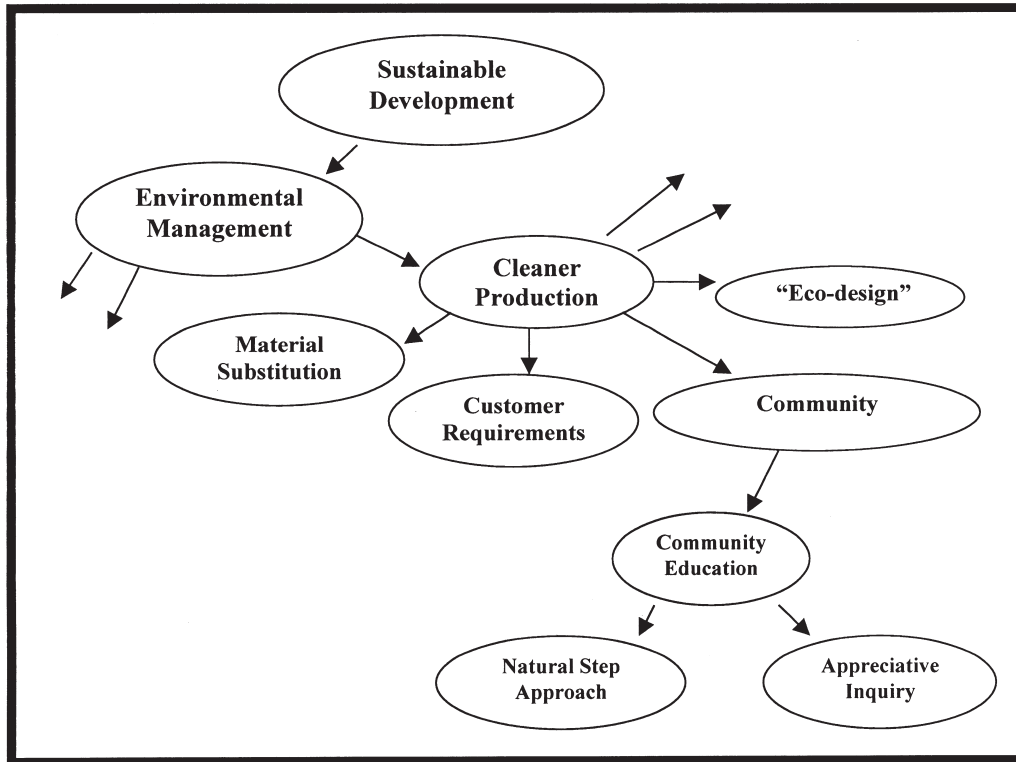 Sustainable
Development
Environmental
Management
Cleaner
Production
“Eco-design”
Material
Substitution
Customer
Requirements
Community
Community
Education
Natural Step
Approach
Appreciative
Inquiry